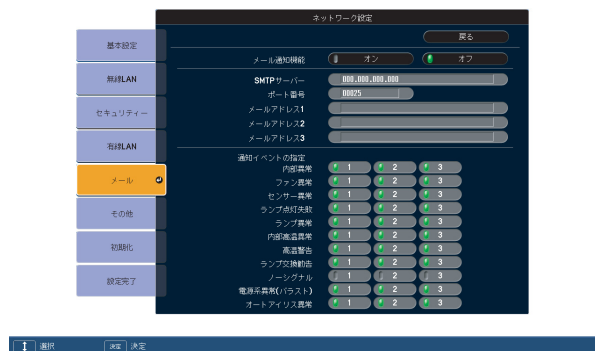 ネットワーク設定
戻る
基本設定
無線LAN
セキュリティー
有線LAN
メール
その他
初期化
設定完了
メール通知機能 オン オフ
SMTPサーバー 000.000.000.000
ポート番号 00025
メールアドレス1
メールアドレス2
メールアドレス3
通知イベントの指定
内部異常 1 2 3
ファン異常 1 2 3
センサー異常 1 2 3
ランプ点灯失敗 1 2 3
ランプ異常 1 2 3
内部高温異常 1 2 3
高温警告 1 2 3
ランプ交換勧告 1 2 3
ノーシグナル 1 2 3
電源系異常(バラスト) 1 2 3
オートアイリス異常 1 2 3
選択 決定 決定